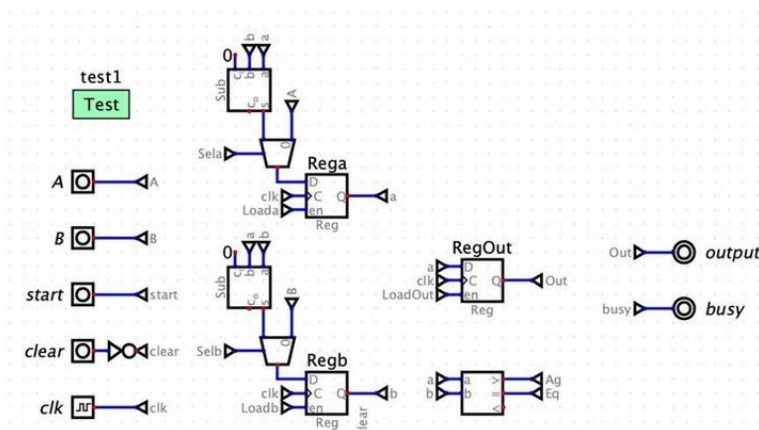 test1
Test
A
A
B
B
start
start
clear
clear
clk
clk
0
b
a
Sub
c
b
a
C
s
A
0
Sela
Rega
D
clk
C
Q
a
Loada
en
Reg
0
a
b
Sub
c
b
a
C
s
B
0
Selb
Regb
D
clk
C
Q
b
Loadb
en
Reg
lear
RegOut
a
D
clk
C
Q
Out
LoadOut
en
Reg
a
a
>
Ag
b
b
=
Eq
<
Out
output
busy
busy